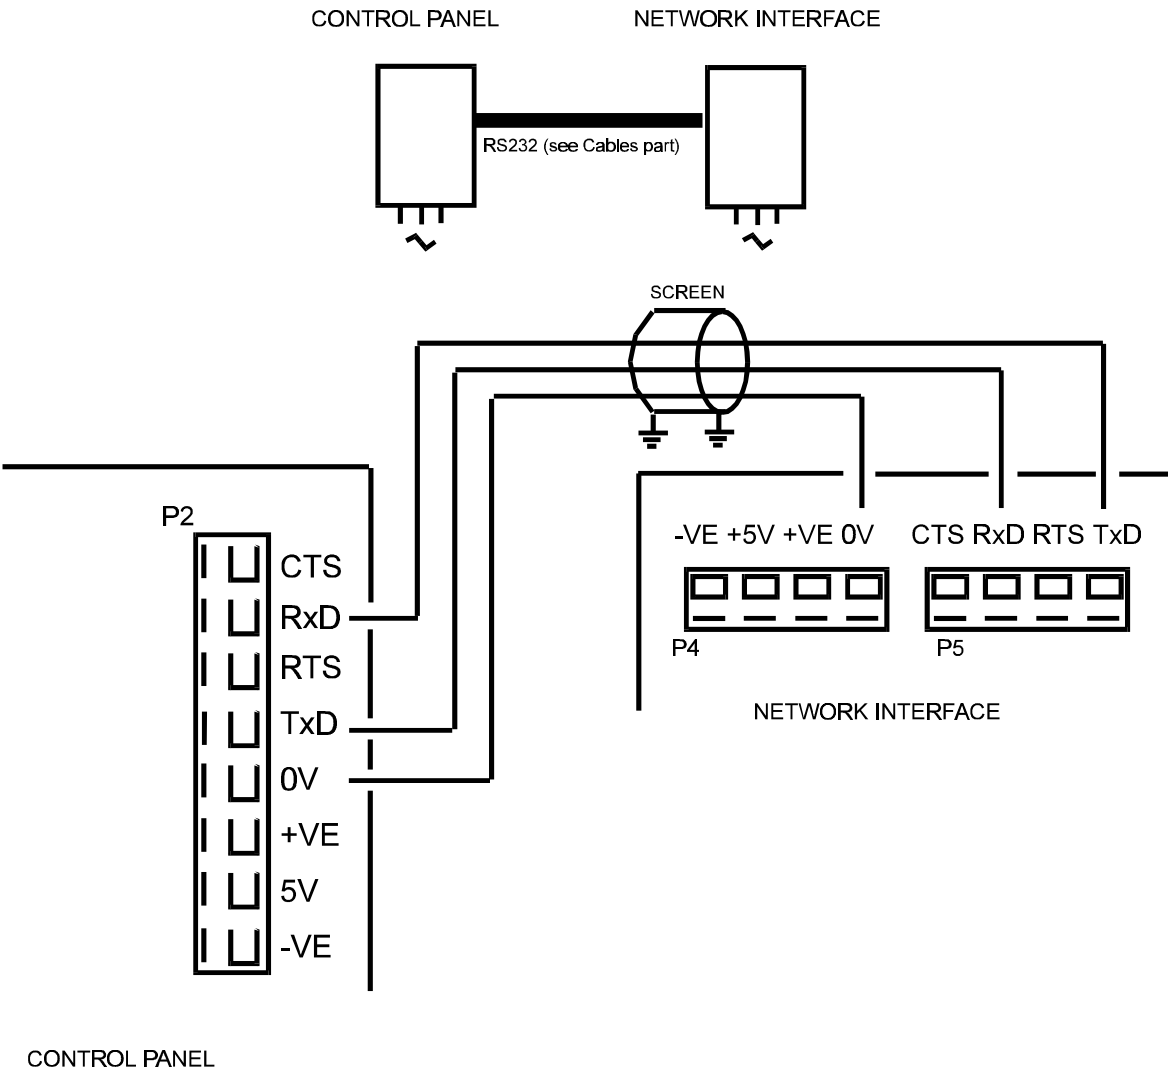 CONTROL PANEL
NETWORK INTERFACE
RS232 (see Cables part)
SCREEN
P2
CTS
RxD
RTS
TxD
0V
+VE
5V
-VE
-VE +5V +VE 0V
CTS RxD RTS TxD
P4
P5
NETWORK INTERFACE
CONTROL PANEL